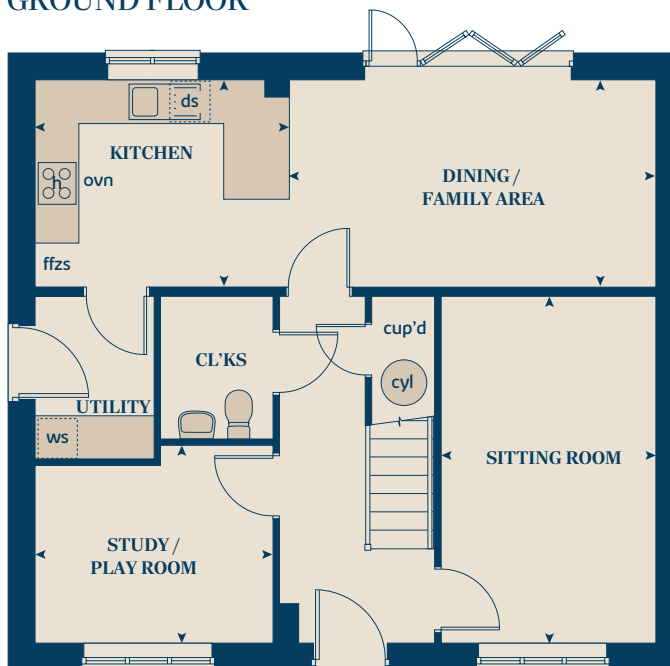 GROUND FLOOR
ds
KITCHEN
h
ovn
DINING /
FAMILY AREA
ffzs
cup'd
CL'KS
cyl
UTILITY
ws
SITTING ROOM
STUDY /
PLAY ROOM